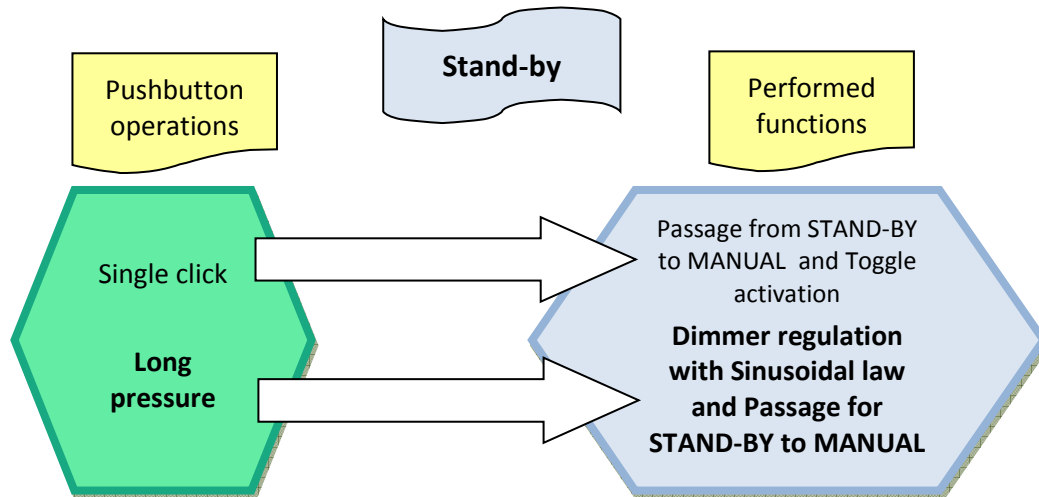 Stand-by
Pushbutton
operations
Performed
functions
Single click
Long
pressure
Passage from STAND-BY
to MANUAL and Toggle
activation
Dimmer regulation
with Sinusoidal law
and Passage for
STAND-BY to MANUAL